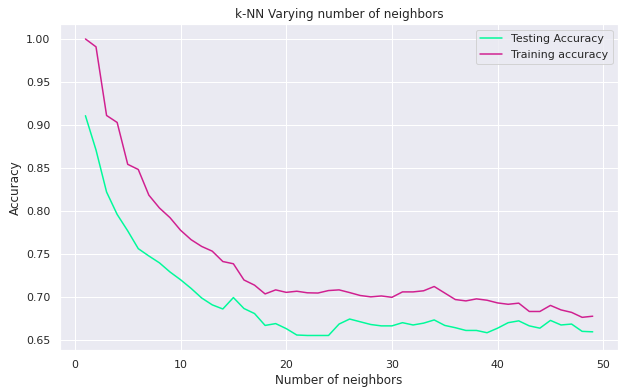 k-NN Varying number of neighbors
Testing Accuracy
Training accuracy
1.00
0.95
0.90
0.85
0.80
0.75
0.70
0.65
Accuracy
0 10 20 30 40 50
Number of neighbors